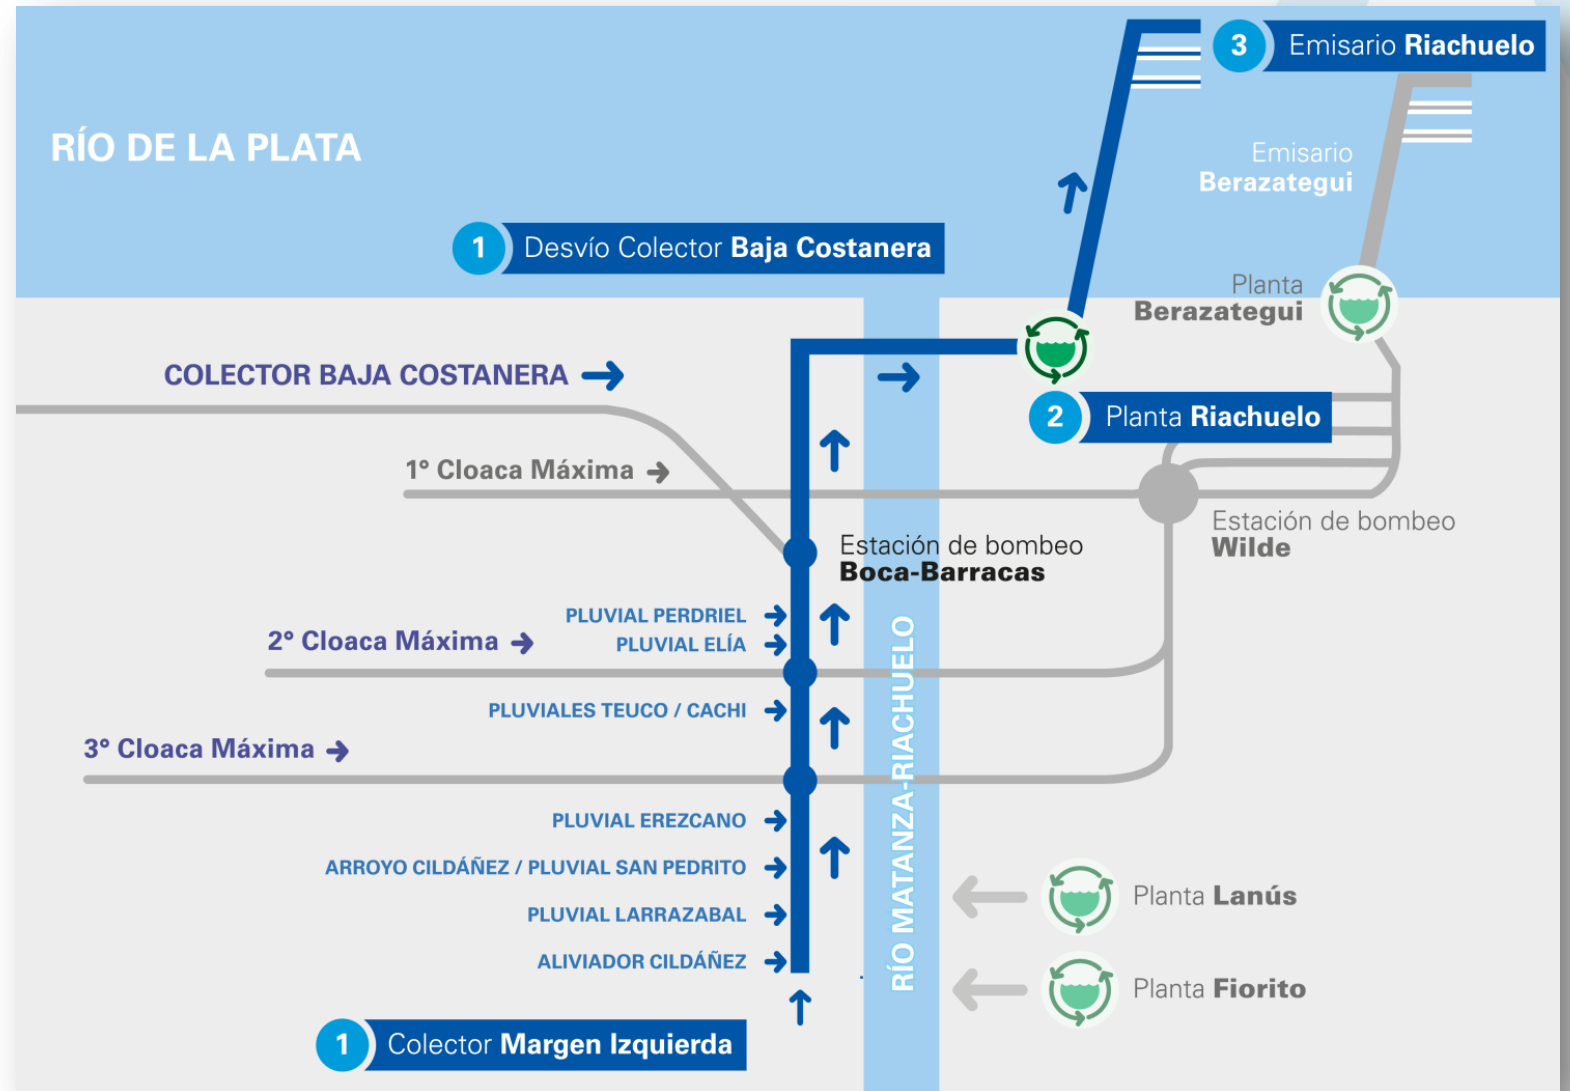 3 Emisario Riachuelo
RÍO DE LA PLATA
Emisario
Berazategui
1 Desvío Colector Baja Costanera
Planta
Berazategui
COLECTOR BAJA COSTANERA
2 Planta Riachuelo
1° Cloaca Máxima
Estación de bombeo
Wilde
Estación de bombeo
Boca-Barracas
PLUVIAL PERDRIEL
2° Cloaca Máxima
PLUVIAL ELÍA
RÍO MATANZA-RIACHUELO
PLUVIALES TEUCO / CACHI
3° Cloaca Máxima
PLUVIAL EREZCANO
ARROYO CILDÁÑEZ / PLUVIAL SAN PEDRITO
Planta Lanús
PLUVIAL LARRAZABAL
ALIVIADOR CILDÁÑEZ
Planta Fiorito
1 Colector Margen Izquierda